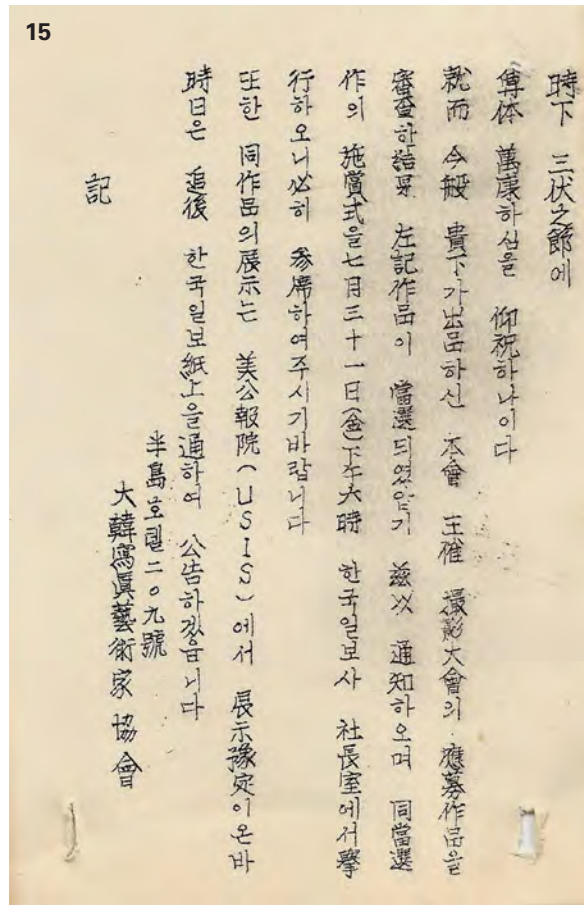 15
時下 三伏之節에
尊体 萬康하심을 仰祝하나이다
就而 今般 貴下가出品하신 本會 主催 撮影大會의 應募作品을
審査한結果 左記作品이 當選되였압기 玆以 通知하오며 同當選
作의 施賞式을七月三十一日(金)下午六時 한국일보사 社長室에서擧
行하오니必히 參席하여주시기바랍니다
또한 同作品의展示는 美公報院(USIS)에서 展示豫定이온바
時日은 追後 한국일보紙上을通하여 公告하겠읍니다
半島호텔二〇九號
大韓寫眞藝術家協會
記